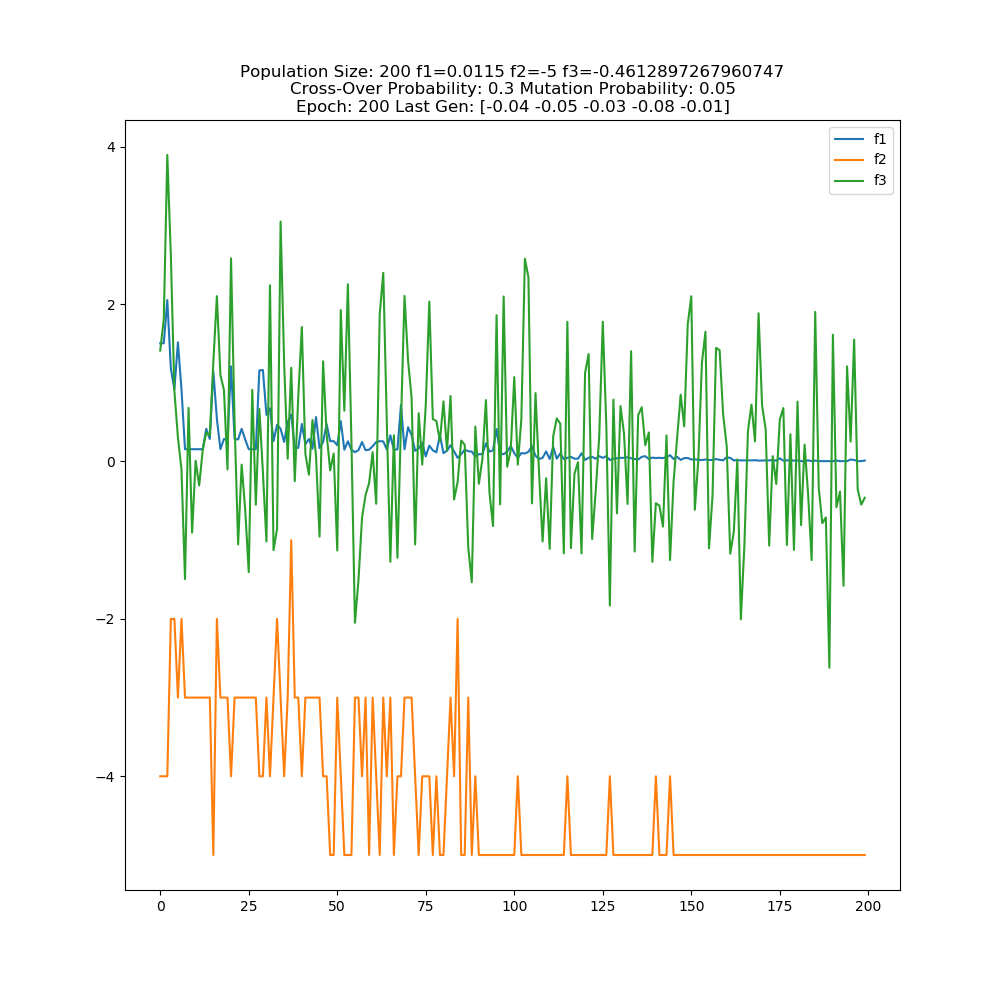 Population Size: 200 f1=0.0115 f2=-5 f3=-0.4612897267960747
Cross-Over Probability: 0.3 Mutation Probability: 0.05
Epoch: 200 Last Gen: [-0.04 -0.05 -0.03 -0.08 -0.01]
f1
f2
f3
4
2
0
−2
−4
0 25 50 75 100 125 150 175 200